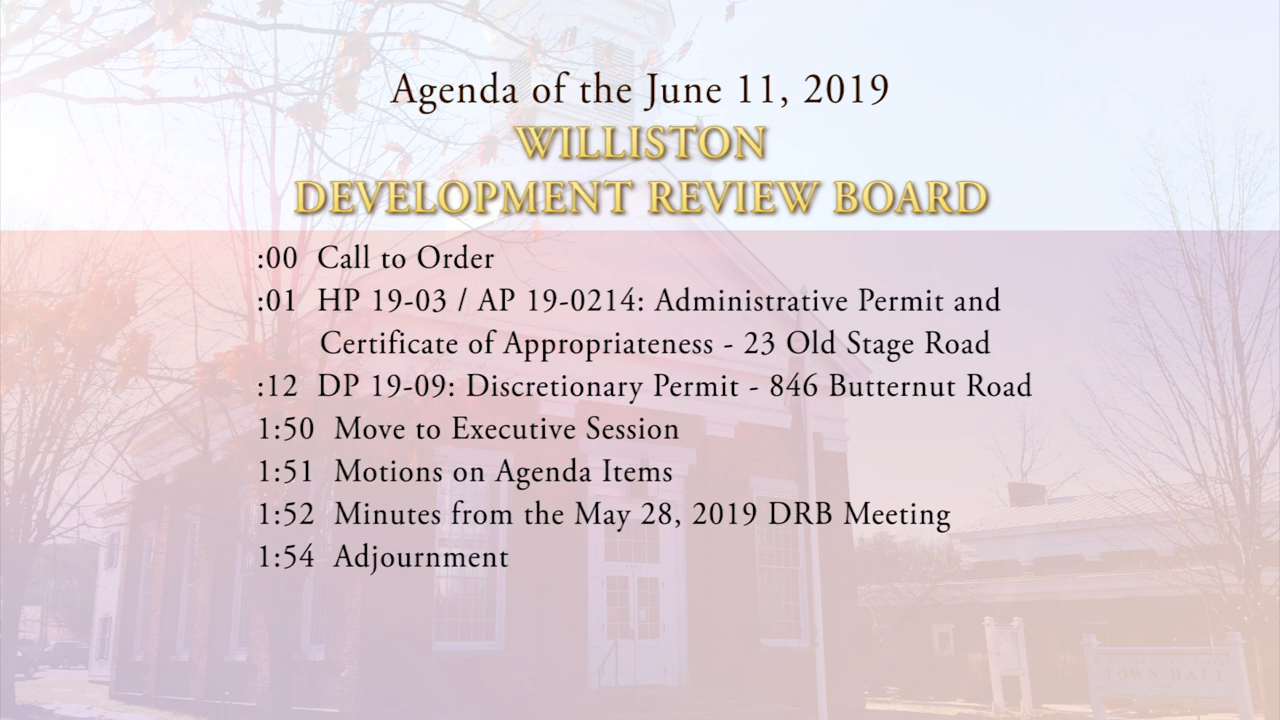 Agenda of the June 11, 2019
WILLISTON
DEVELOPMENT REVIEW BOARD
:00 Call to Order
:01 HP 19-03 / AP 19-0214: Administrative Permit and
Certificate of Appropriateness - 23 Old Stage Road
:12 DP 19-09: Discretionary Permit - 846 Butternut Road
1:50 Move to Executive Session
1:51 Motions on Agenda Items
1:52 Minutes from the May 28, 2019 DRB Meeting
1:54 Adjournment
TOWN HALL